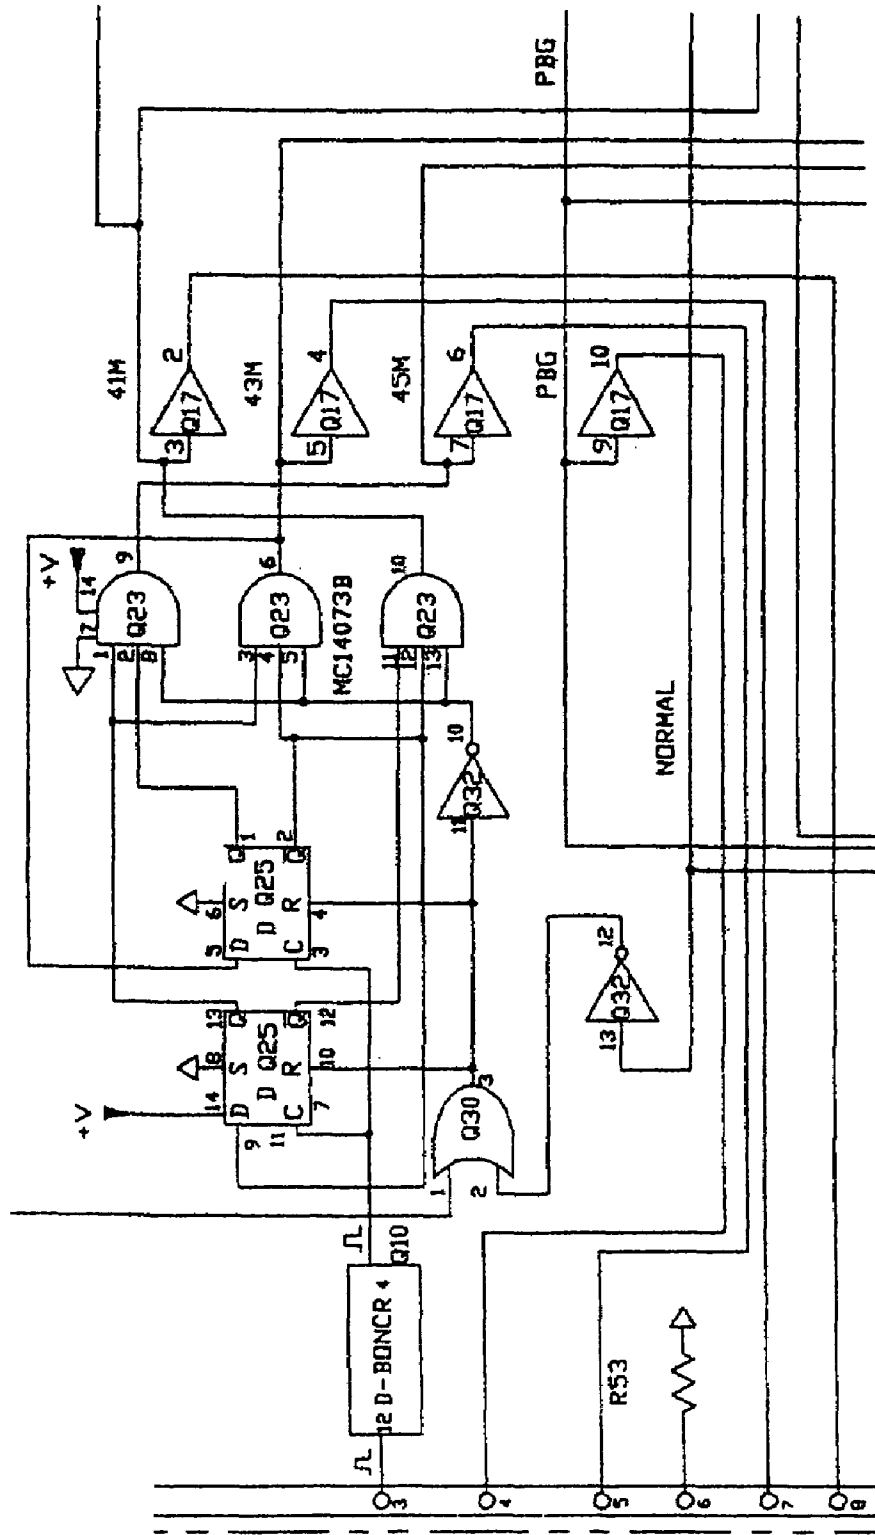 PBG
41M
43M
45M
PBG
2
4
6
10
3 Q17
5 Q17
7 Q17
9 Q17
+V
14
7
9
Q23
1
2
8
6
Q23
3
4
5
MC14073B
10
Q23
11
12
13
NORMAL
10
Q32
11
12
Q32
13
1
2
Q
Q
6 S Q25
D
R 4
5 D
C 3
13
12
Q
Q
8 S Q25
D
R 10
+V
14 D
C 7
9
11
3
Q30
1
2
Q10
12 D-BONCR 4
R53
3
4
5
6
7
8